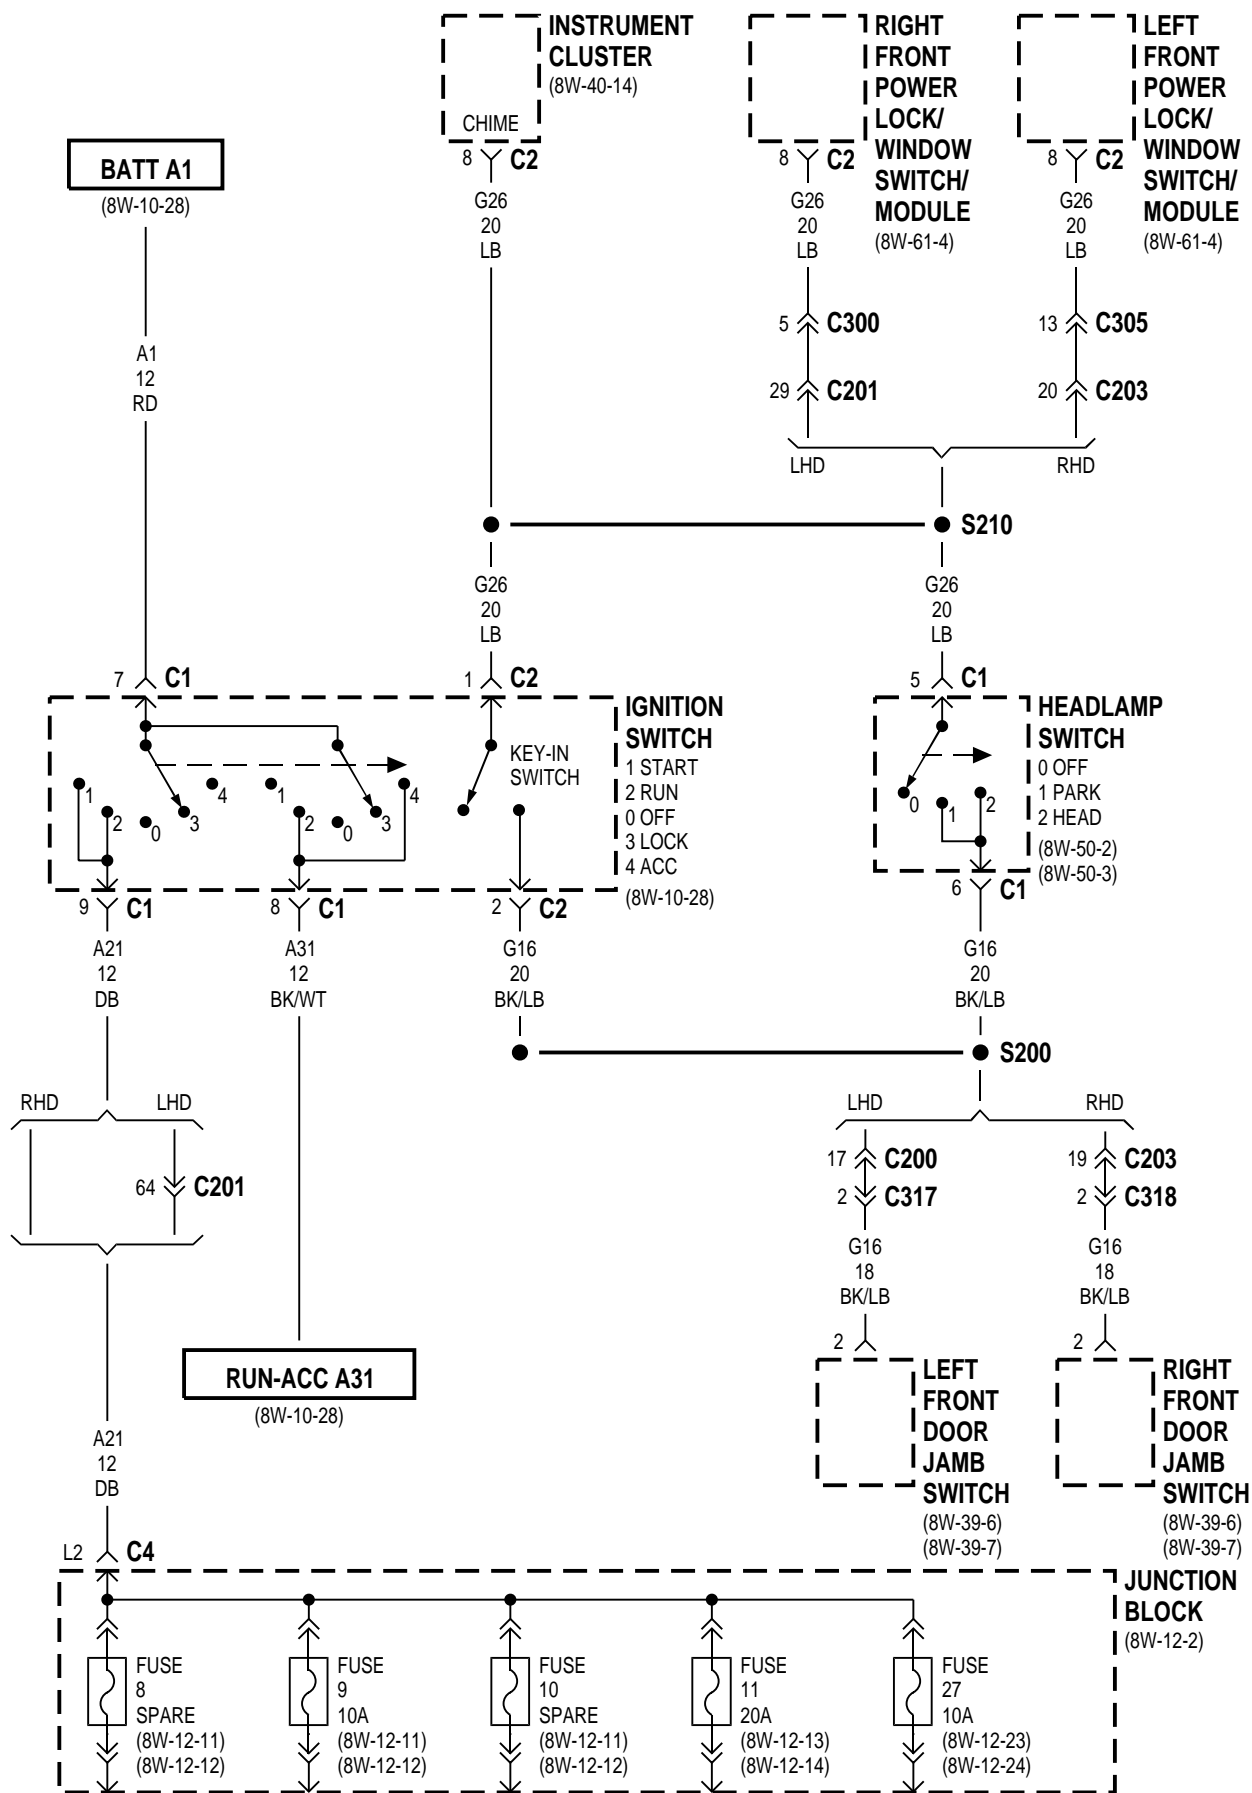 INSTRUMENT
CLUSTER
(8W-40-14)
CHIME
8
C2
G26
20
LB
RIGHT
FRONT
POWER
LOCK/
WINDOW
SWITCH/
MODULE
(8W-61-4)
8
C2
G26
20
LB
5
C300
29
C201
LHD
LEFT
FRONT
POWER
LOCK/
WINDOW
SWITCH/
MODULE
(8W-61-4)
8
C2
G26
20
LB
13
C305
20
C203
RHD
BATT A1
(8W-10-28)
A1
12
RD
S210
G26
20
LB
G26
20
LB
7
C1
1
C2
5
C1
IGNITION
SWITCH
1 START
2 RUN
0 OFF
3 LOCK
4 ACC
(8W-10-28)
KEY-IN
SWITCH
1
2
0
3
4
1
2
0
3
4
HEADLAMP
SWITCH
0 OFF
1 PARK
2 HEAD
(8W-50-2)
(8W-50-3)
0
1
2
9
C1
8
C1
2
C2
6
C1
A21
12
DB
A31
12
BK/WT
G16
20
BK/LB
G16
20
BK/LB
S200
RHD
LHD
64
C201
LHD
RHD
17
C200
2
C317
G16
18
BK/LB
2
19
C203
2
C318
G16
18
BK/LB
2
RUN-ACC A31
(8W-10-28)
LEFT
FRONT
DOOR
JAMB
SWITCH
(8W-39-6)
(8W-39-7)
RIGHT
FRONT
DOOR
JAMB
SWITCH
(8W-39-6)
(8W-39-7)
A21
12
DB
L2
C4
JUNCTION
BLOCK
(8W-12-2)
FUSE
8
SPARE
(8W-12-11)
(8W-12-12)
FUSE
9
10A
(8W-12-11)
(8W-12-12)
FUSE
10
SPARE
(8W-12-11)
(8W-12-12)
FUSE
11
20A
(8W-12-13)
(8W-12-14)
FUSE
27
10A
(8W-12-23)
(8W-12-24)